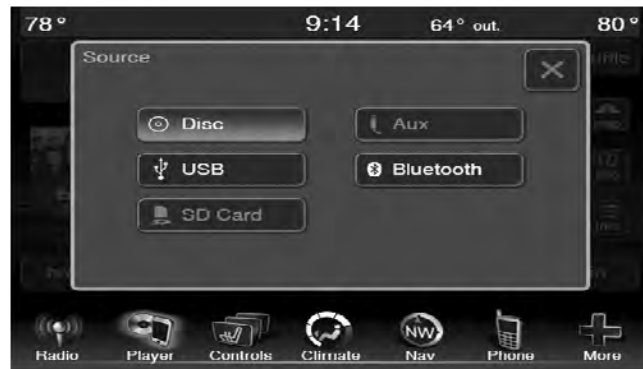 78° 9:14 64° out. 80°
Source
Disc Aux
USB Bluetooth
SD Card
NW
Radio Player Controls Climate Nav Phone More